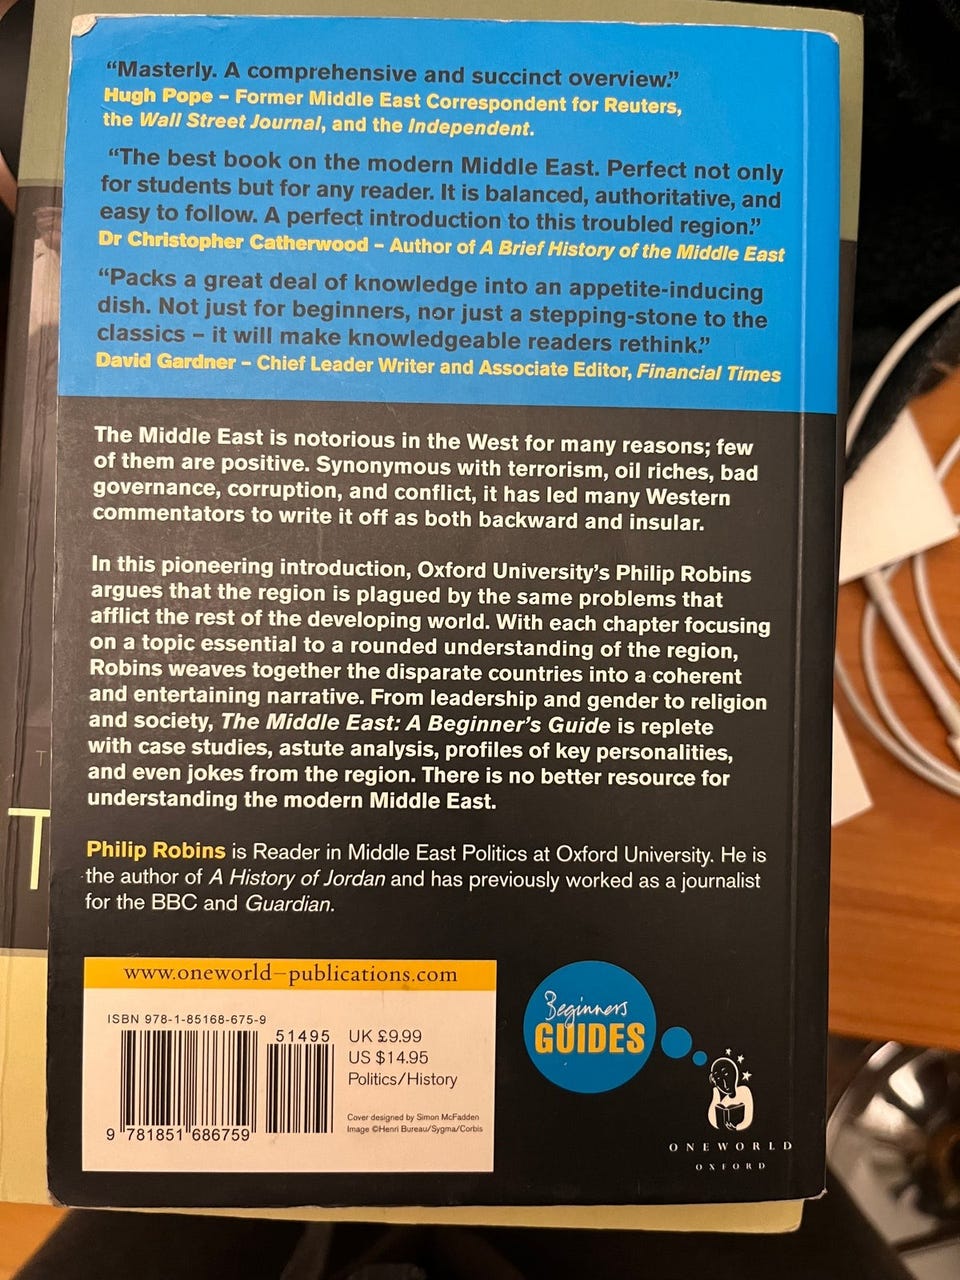 “Masterly. A comprehensive and succinct overview.”
Hugh Pope – Former Middle East Correspondent for Reuters,
the Wall Street Journal, and the Independent.
“The best book on the modern Middle East. Perfect not only
for students but for any reader. It is balanced, authoritative, and
easy to follow. A perfect introduction to this troubled region.”
Dr Christopher Catherwood – Author of A Brief History of the Middle East
“Packs a great deal of knowledge into an appetite-inducing
dish. Not just for beginners, nor just a stepping-stone to the
classics – it will make knowledgeable readers rethink.”
David Gardner – Chief Leader Writer and Associate Editor, Financial Times
The Middle East is notorious in the West for many reasons; few
of them are positive. Synonymous with terrorism, oil riches, bad
governance, corruption, and conflict, it has led many Western
commentators to write it off as both backward and insular.
In this pioneering introduction, Oxford University’s Philip Robins
argues that the region is plagued by the same problems that
afflict the rest of the developing world. With each chapter focusing
on a topic essential to a rounded understanding of the region,
Robins weaves together the disparate countries into a coherent
and entertaining narrative. From leadership and gender to religion
and society, The Middle East: A Beginner’s Guide is replete
with case studies, astute analysis, profiles of key personalities,
and even jokes from the region. There is no better resource for
understanding the modern Middle East.
Philip Robins is Reader in Middle East Politics at Oxford University. He is
the author of A History of Jordan and has previously worked as a journalist
for the BBC and Guardian.
www.oneworld-publications.com
ISBN 978-1-85168-675-9
51495
9 781851 686759
UK £9.99
US $14.95
Politics/History
Cover designed by Simon McFadden
Image ©Henri Bureau/Sygma/Corbis
Beginners
GUIDES
ONEWORLD
OXFORD
T
T